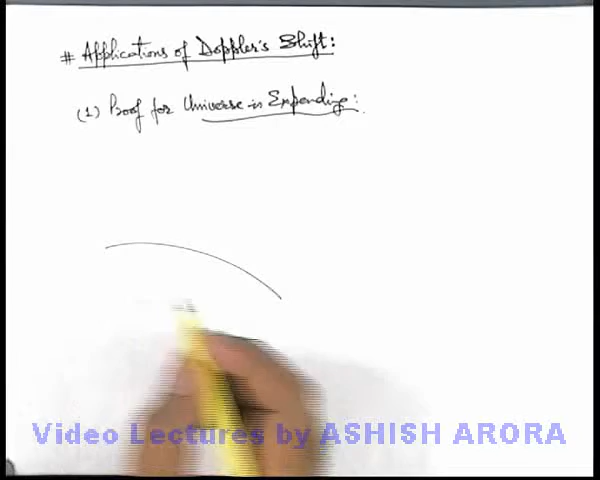 # Applications of Doppler's Shift:
(1) Proof for Universe is Expanding:
Video Lectures by ASHISH ARORA